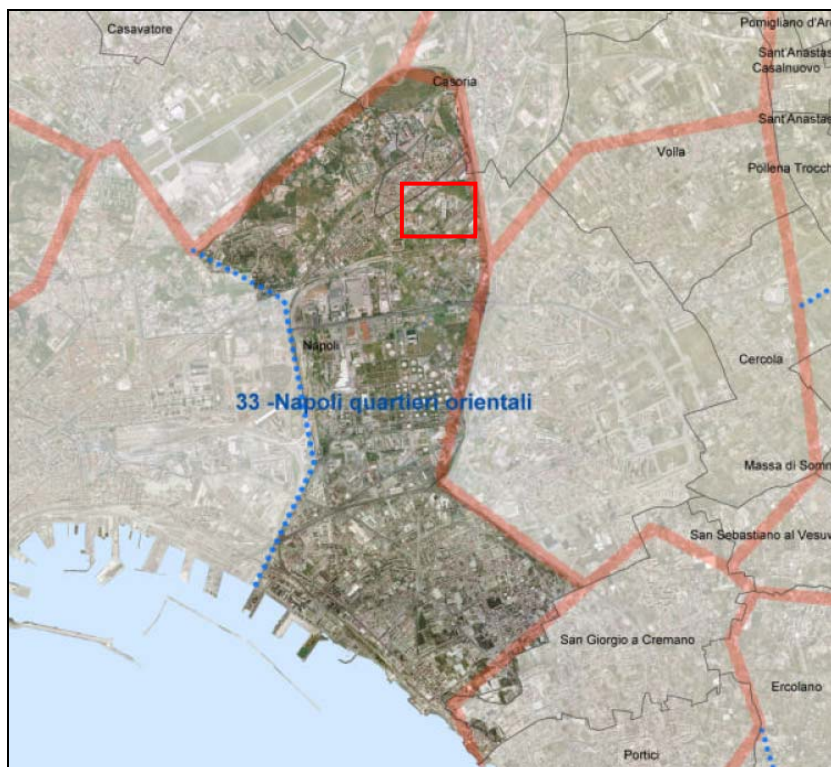 Casavatore
Pomigliano d'Arc
Sant'Anastas
Casalnuovo
Casoria
Sant'Anastas
Volla
Pollena Trocch
Napoli
Cercola
33 -Napoli quartieri orientali
Massa di Somm
San Sebastiano al Vesuv
San Giorgio a Cremano
Ercolano
Portici